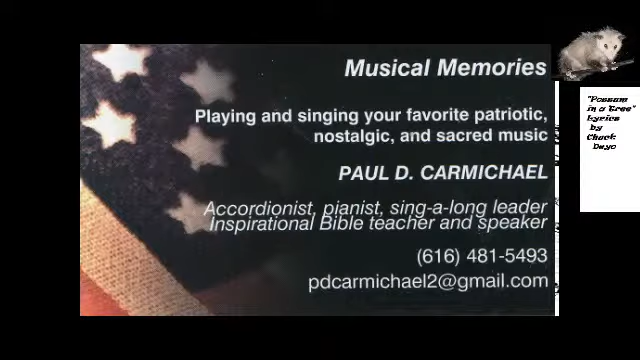 Musical Memories
Playing and singing your favorite patriotic,
nostalgic, and sacred music
PAUL D. CARMICHAEL
Accordionist, pianist, sing-a-long leader
Inspirational Bible teacher and speaker
(616) 481-5493
pdcarmichael2@gmail.com
"Possum
in a Tree"
Lyrics
by
Chuck
Dayo